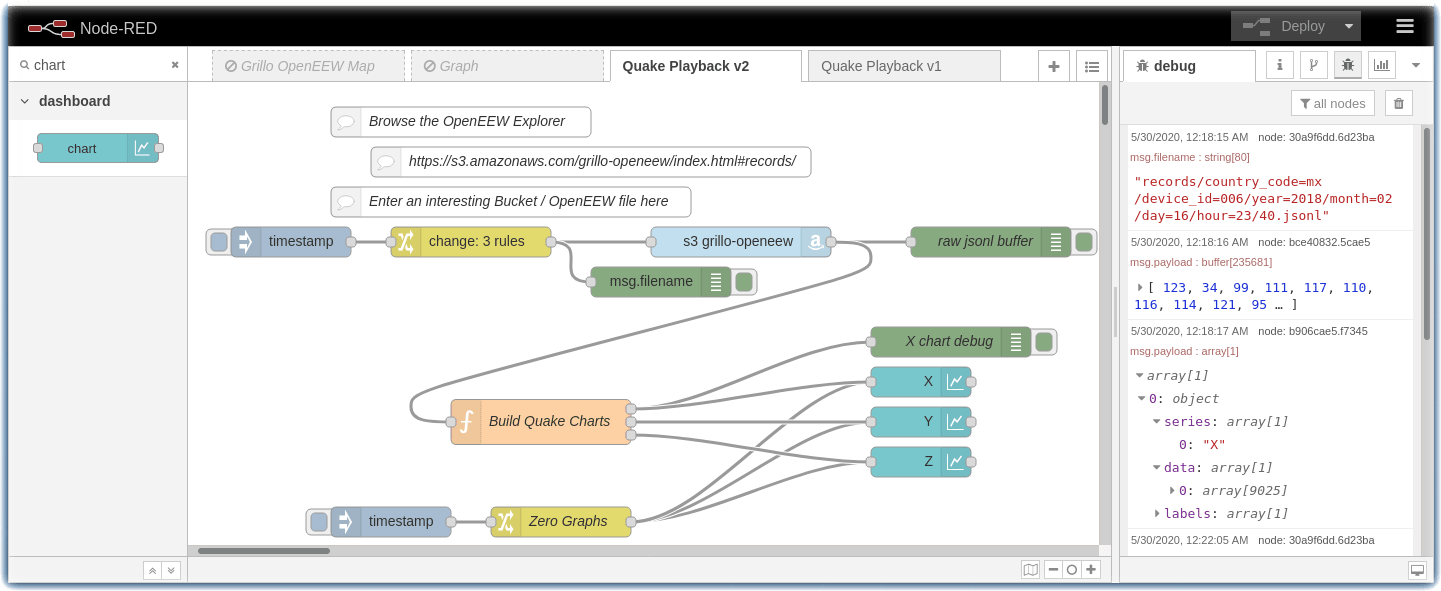 Node-RED
Deploy
chart
Grillo OpenEEW Map
Graph
Quake Playback v2
Quake Playback v1
debug
i
dashboard
chart
all nodes
Browse the OpenEEW Explorer
https://s3.amazonaws.com/grillo-openeew/index.html#records/
Enter an interesting Bucket / OpenEEW file here
timestamp
change: 3 rules
s3 grillo-openeew
a
raw jsonl buffer
msg.filename
X chart debug
X
Y
Z
f
Build Quake Charts
timestamp
Zero Graphs
5/30/2020, 12:18:15 AM node: 30a9f6dd.6d23ba
msg.filename : string[80]
"records/country_code=mx
/device_id=006/year=2018/month=02
/day=16/hour=23/40.jsonl"
5/30/2020, 12:18:16 AM node: bce40832.5cae5
msg.payload : buffer[235681]
[ 123, 34, 99, 111, 117, 110,
116, 114, 121, 95 … ]
5/30/2020, 12:18:17 AM node: b906cae5.f7345
msg.payload : array[1]
array[1]
0: object
series: array[1]
0: "X"
data: array[1]
0: array[9025]
labels: array[1]
5/30/2020, 12:22:05 AM node: 30a9f6dd.6d23ba